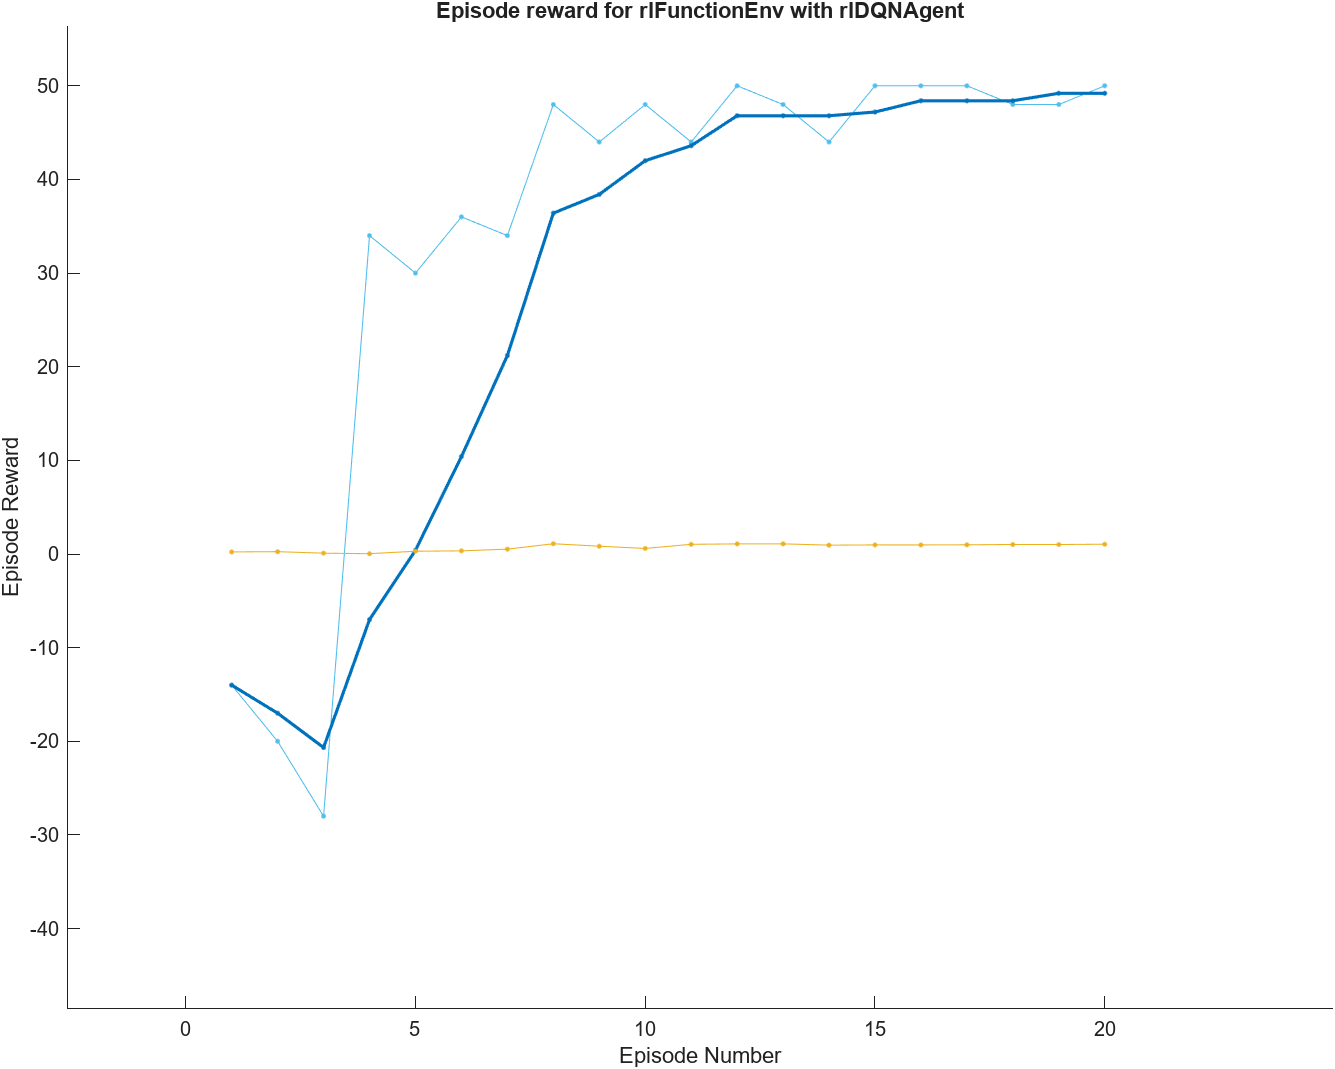 Episode reward for rlFunctionEnv with rlDQNAgent
50
40
30
20
10
0
-10
-20
-30
-40
Episode Reward
0 5 10 15 20
Episode Number